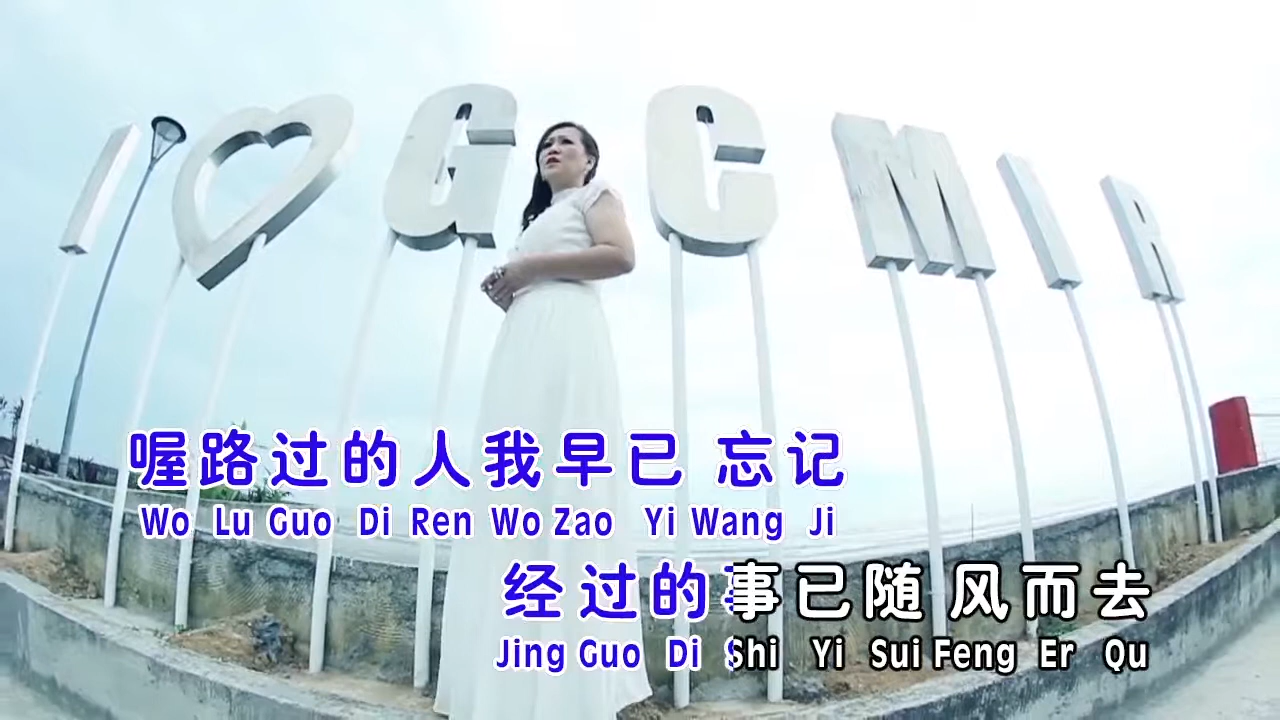 I ♥ GC MIR
喔路过的人我早已 忘记
Wo Lu Guo Di Ren Wo Zao Yi Wang Ji
经过的事已随 风而去
Jing Guo Di Shi Yi Sui Feng Er Qu